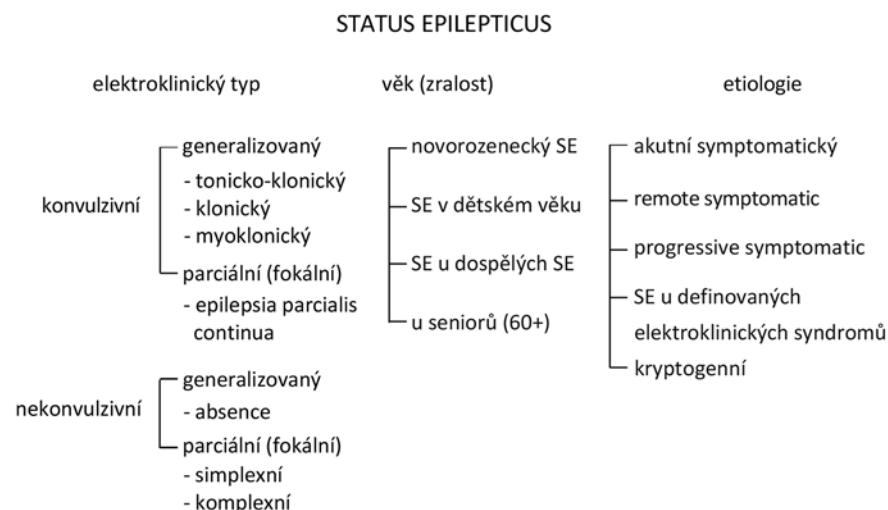 STATUS EPILEPTICUS
elektroklinický typ
konvulzivní
generalizovaný
- tonicko-klonický
- klonický
- myoklonický
parciální (fokální)
- epilepsia parcialis
continua
nekonvulzivní
generalizovaný
- absence
parciální (fokální)
- simplexní
- komplexní
věk (zralost)
novorozenecký SE
SE v dětském věku
SE u dospělých SE
u seniorů (60+)
etiologie
akutní symptomatický
remote symptomatic
progressive symptomatic
SE u definovaných
elektroklinických syndromů
kryptogenní